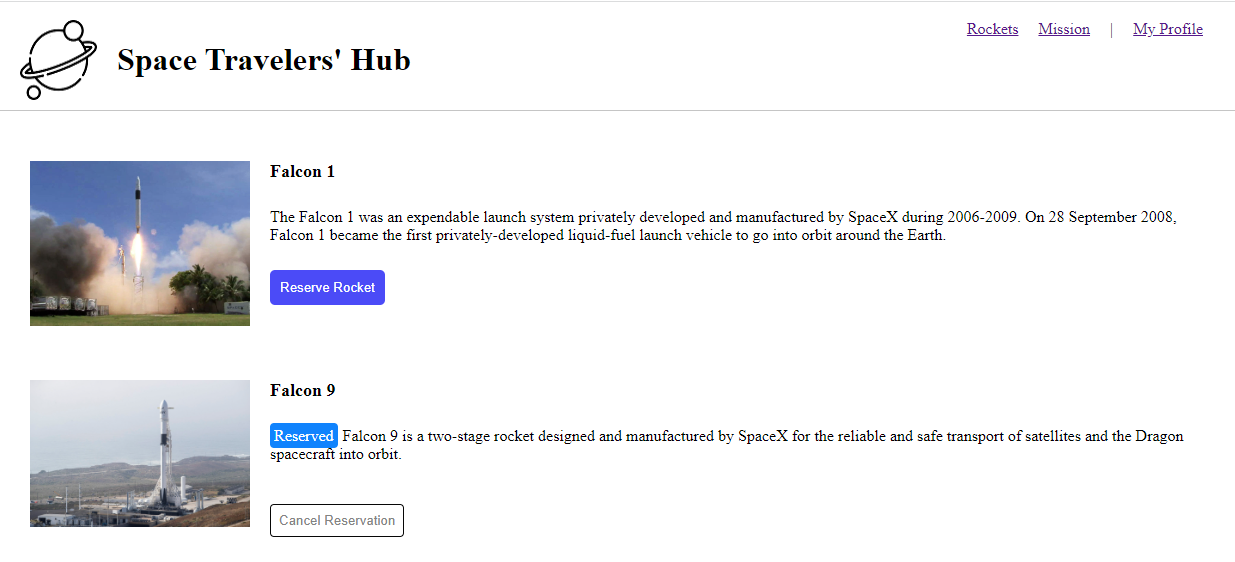 Rockets Mission | My Profile
Space Travelers' Hub
Falcon 1
The Falcon 1 was an expendable launch system privately developed and manufactured by SpaceX during 2006-2009. On 28 September 2008,
Falcon 1 became the first privately-developed liquid-fuel launch vehicle to go into orbit around the Earth.
Reserve Rocket
Falcon 9
Reserved Falcon 9 is a two-stage rocket designed and manufactured by SpaceX for the reliable and safe transport of satellites and the Dragon
spacecraft into orbit.
Cancel Reservation